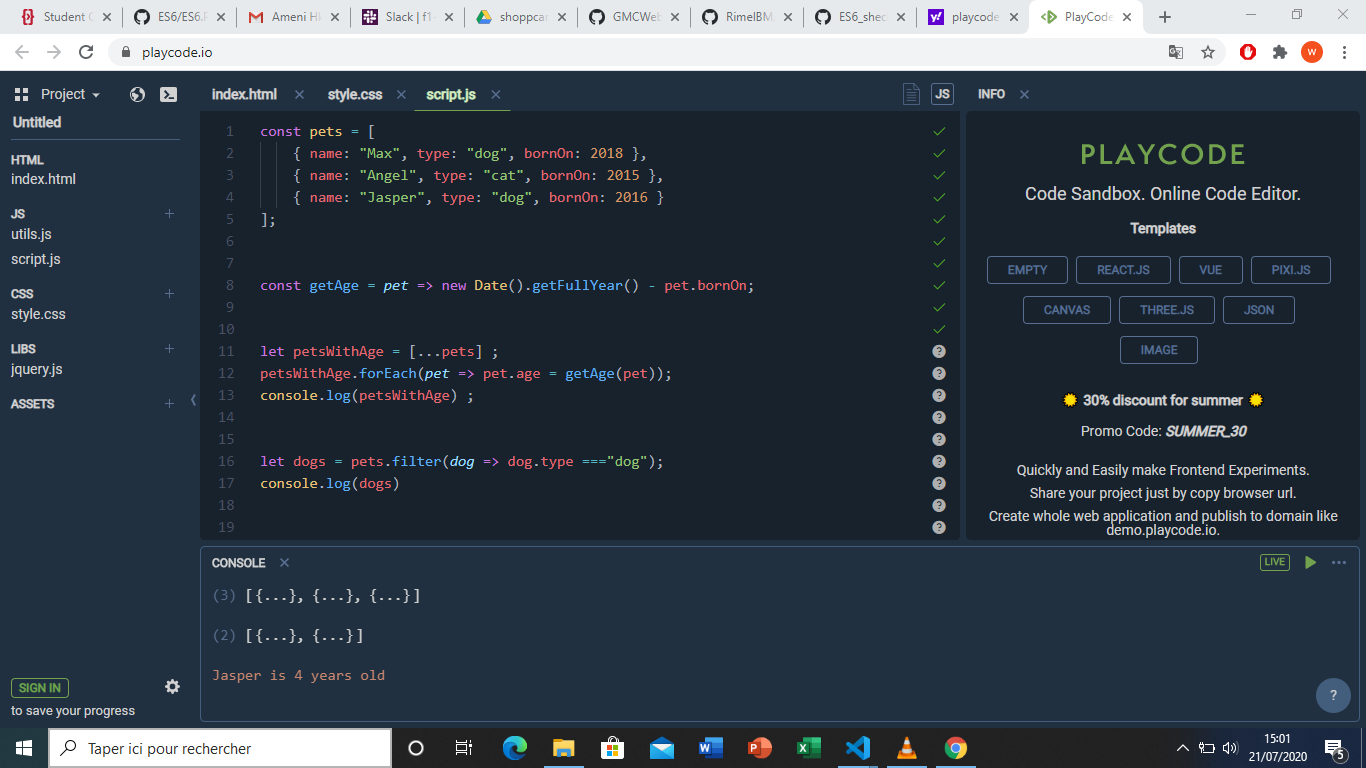 Student
ES6/ES6.
Ameni H
Slack | f1
shoppcar
GMCWeb
RimelBM
ES6_chec
playcode
PlayCode
playcode.io
W
Project
index.html
style.css
script.js
JS
INFO
Untitled
HTML
index.html
JS
utils.js
script.js
CSS
style.css
LIBS
jquery.js
ASSETS
SIGN IN
to save your progress
1 const pets = [
2 { name: "Max", type: "dog", bornOn: 2018 },
3 { name: "Angel", type: "cat", bornOn: 2015 },
4 { name: "Jasper", type: "dog", bornOn: 2016 }
5 ];
6
7
8 const getAge = pet => new Date().getFullYear() - pet.bornOn;
9
10
11 let petsWithAge = [...pets] ;
12 petsWithAge.forEach(pet => pet.age = getAge(pet));
13 console.log(petsWithAge) ;
14
15
16 let dogs = pets.filter(dog => dog.type ==="dog");
17 console.log(dogs)
18
19
PLAYCODE
Code Sandbox. Online Code Editor.
Templates
EMPTY REACT.JS VUE PIXI.JS
CANVAS THREE.JS JSON
IMAGE
30% discount for summer
Promo Code: SUMMER_30
Quickly and Easily make Frontend Experiments.
Share your project just by copy browser url.
Create whole web application and publish to domain like
demo.playcode.io.
CONSOLE
LIVE
(3) [{...}, {...}, {...}]
(2) [{...}, {...}]
Jasper is 4 years old
?
Taper ici pour rechercher
15:01
21/07/2020
5